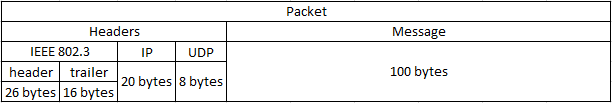 Packet
Headers Message
IEEE 802.3 IP UDP
header trailer 20 bytes 8 bytes 100 bytes
26 bytes 16 bytes